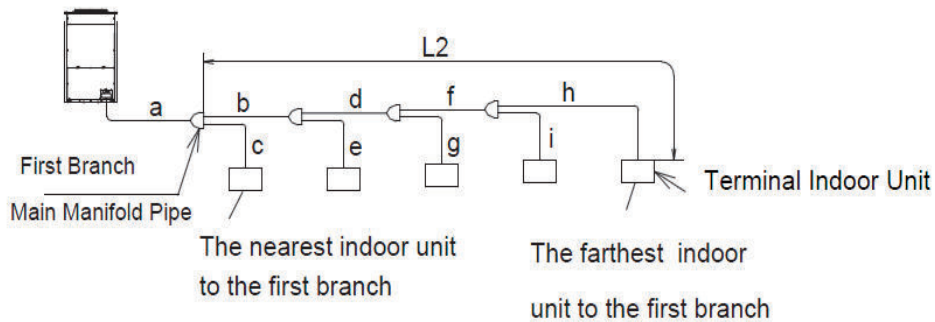 L2
a
b
d
f
h
c
e
g
i
First Branch
Main Manifold Pipe
Terminal Indoor Unit
The nearest indoor unit
to the first branch
The farthest indoor
unit to the first branch